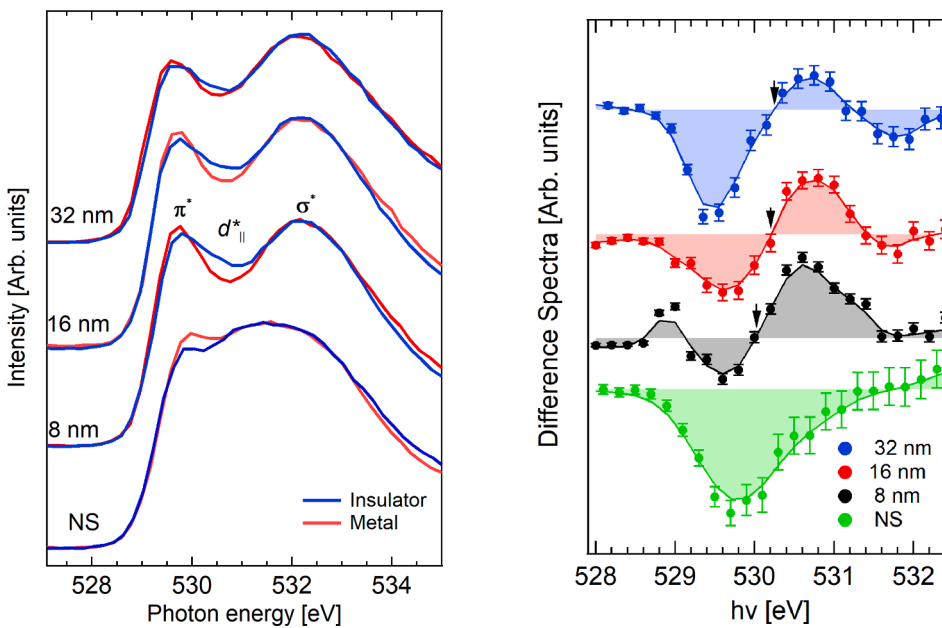 Intensity [Arb. units]
32 nm
16 nm
8 nm
NS
π*
d*||
σ*
Insulator
Metal
528
530
532
534
Photon energy [eV]
Difference Spectra [Arb. units]
32 nm
16 nm
8 nm
NS
528
529
530
531
532
hν [eV]